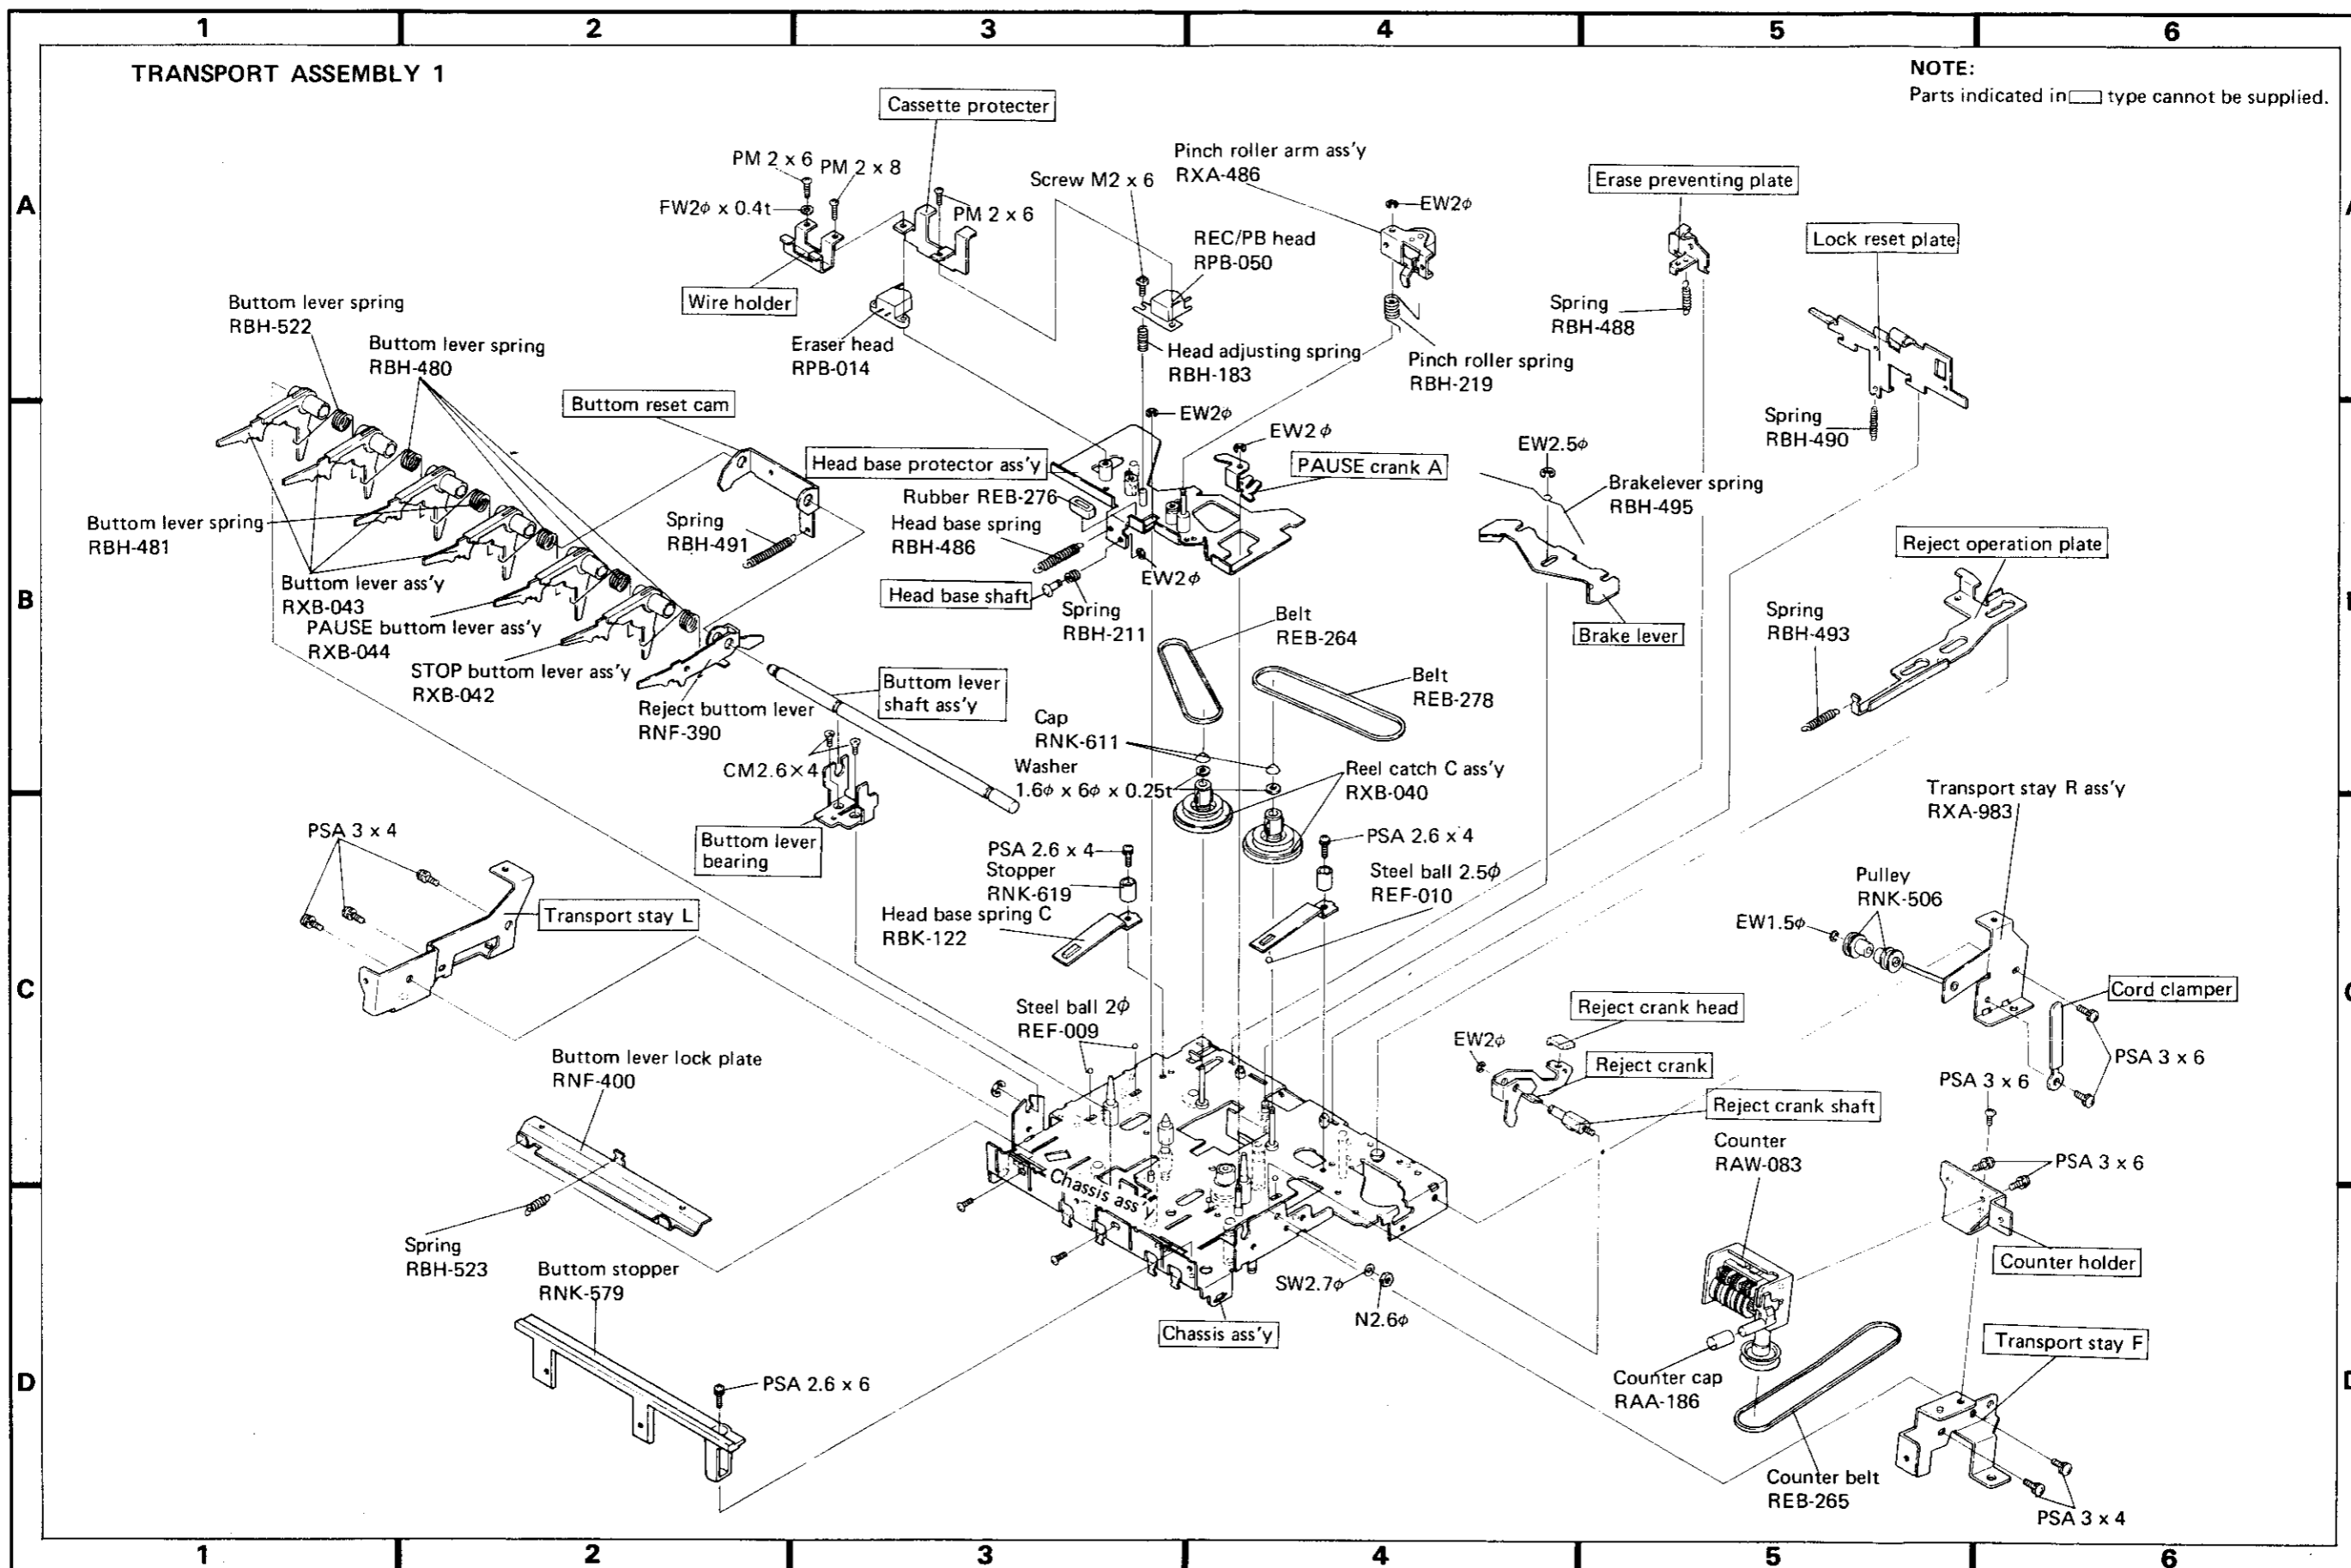 1 2 3 4 5 6
TRANSPORT ASSEMBLY 1
NOTE:
Parts indicated in type cannot be supplied.
Cassette protecter
PM 2 x 6
PM 2 x 8
FW2φ x 0.4t
PM 2 x 6
Screw M2 x 6
Pinch roller arm ass'y
RXA-486
EW2φ
Erase preventing plate
A
REC/PB head
RPB-050
Lock reset plate
Wire holder
Buttom lever spring
RBH-522
Spring
RBH-488
Buttom lever spring
RBH-480
Eraser head
RPB-014
Head adjusting spring
RBH-183
Pinch roller spring
RBH-219
Buttom reset cam
EW2φ
Spring
RBH-490
EW2φ
EW2.5φ
Head base protector ass'y
PAUSE crank A
Rubber REB-276
Brakelever spring
RBH-495
Buttom lever spring
RBH-481
Spring
RBH-491
Head base spring
RBH-486
Reject operation plate
EW2φ
Buttom lever ass'y
RXB-043
Head base shaft
B
Spring
RBH-211
Belt
REB-264
Brake lever
Spring
RBH-493
PAUSE buttom lever ass'y
RXB-044
STOP buttom lever ass'y
RXB-042
Buttom lever
shaft ass'y
Belt
REB-278
Reject buttom lever
RNF-390
Cap
RNK-611
CM2.6×4
Washer
1.6φ x 6φ x 0.25t
Reel catch C ass'y
RXB-040
Transport stay R ass'y
RXA-983
PSA 3 x 4
Buttom lever
bearing
PSA 2.6 x 4
Stopper
RNK-619
PSA 2.6 x 4
Steel ball 2.5φ
REF-010
Pulley
RNK-506
Transport stay L
Head base spring C
RBK-122
EW1.5φ
C
Cord clamper
Steel ball 2φ
REF-009
Reject crank head
EW2φ
Buttom lever lock plate
RNF-400
Reject crank
PSA 3 x 6
PSA 3 x 6
Reject crank shaft
Counter
RAW-083
PSA 3 x 6
Chassis ass'y
Spring
RBH-523
Counter holder
Buttom stopper
RNK-579
SW2.7φ
N2.6φ
Chassis ass'y
Transport stay F
D
PSA 2.6 x 6
Counter cap
RAA-186
Counter belt
REB-265
PSA 3 x 4
1 2 3 4 5 6